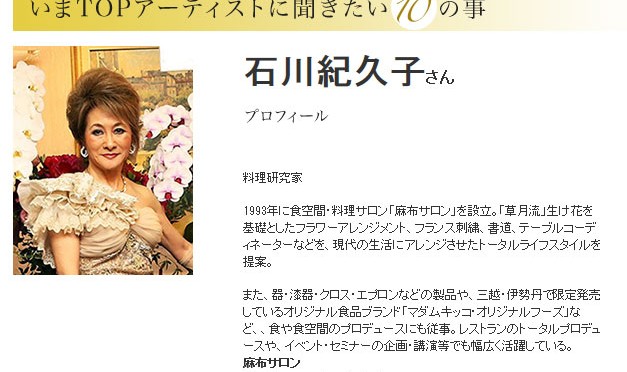 いまTOPアーティストに聞きたい10の事
石川紀久子さん
プロフィール
料理研究家
1993年に食空間・料理サロン「麻布サロン」を設立。「草月流」生け花を
基礎としたフラワーアレンジメント、フランス刺繍、書道、テーブルコーデ
ィネーターなどを、現代の生活にアレンジさせたトータルライフスタイルを
提案。
また、器・漆器・クロス・エプロンなどの製品や、三越・伊勢丹で限定発売
しているオリジナル食品ブランド「マダムキッコ・オリジナルフーズ」な
ど、、食や食空間のプロデュースにも従事。レストランのトータルプロデュ
ースや、イベント・セミナーの企画・講演等でも幅広く活躍している。
麻布サロン